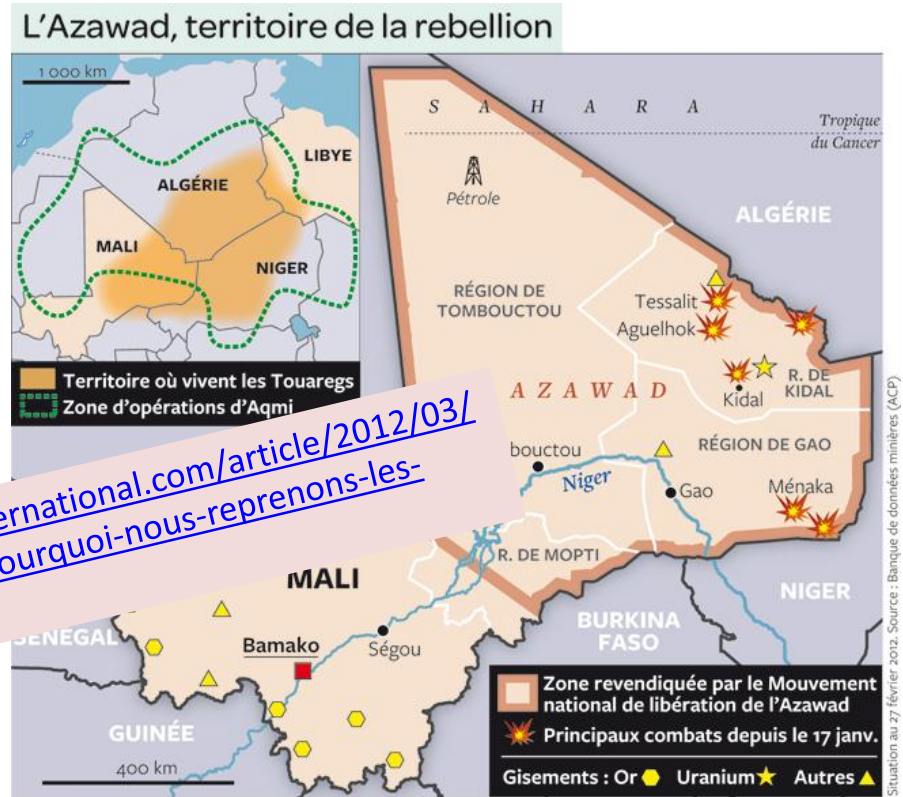 L'Azawad, territoire de la rebellion
1 000 km
LIBYE
ALGÉRIE
MALI
NIGER
Territoire où vivent les Touaregs
Zone d'opérations d'Aqmi
S A H A R A
Tropique
du Cancer
Pétrole
ALGÉRIE
RÉGION DE
TOMBOUCTOU
Tessalit
Aguelhok
AZAWAD
Kidal
R. DE
KIDAL
RÉGION DE GAO
bouctou
Niger
Gao
Ménaka
R. DE MOPTI
ernational.com/article/2012/03/
ourquoi-nous-reprenons-les-
MALI
NIGER
BURKINA
FASO
SÉNÉGAL
Bamako
Ségou
GUINÉE
400 km
Zone revendiquée par le Mouvement
national de libération de l'Azawad
Principaux combats depuis le 17 janv.
Gisements : Or Uranium Autres
Situation au 27 février 2012. Source : Banque de données minières (ACP)